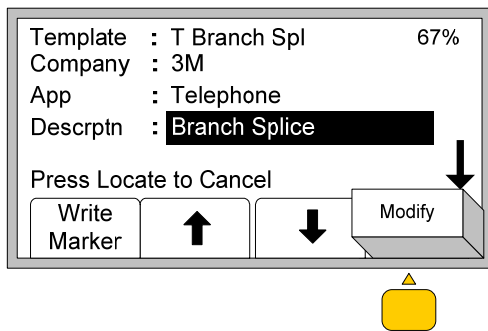 Template : T Branch Spl 67%
Company : 3M
App : Telephone
Descrptn : Branch Splice
Press Locate to Cancel
Write Modify
Marker